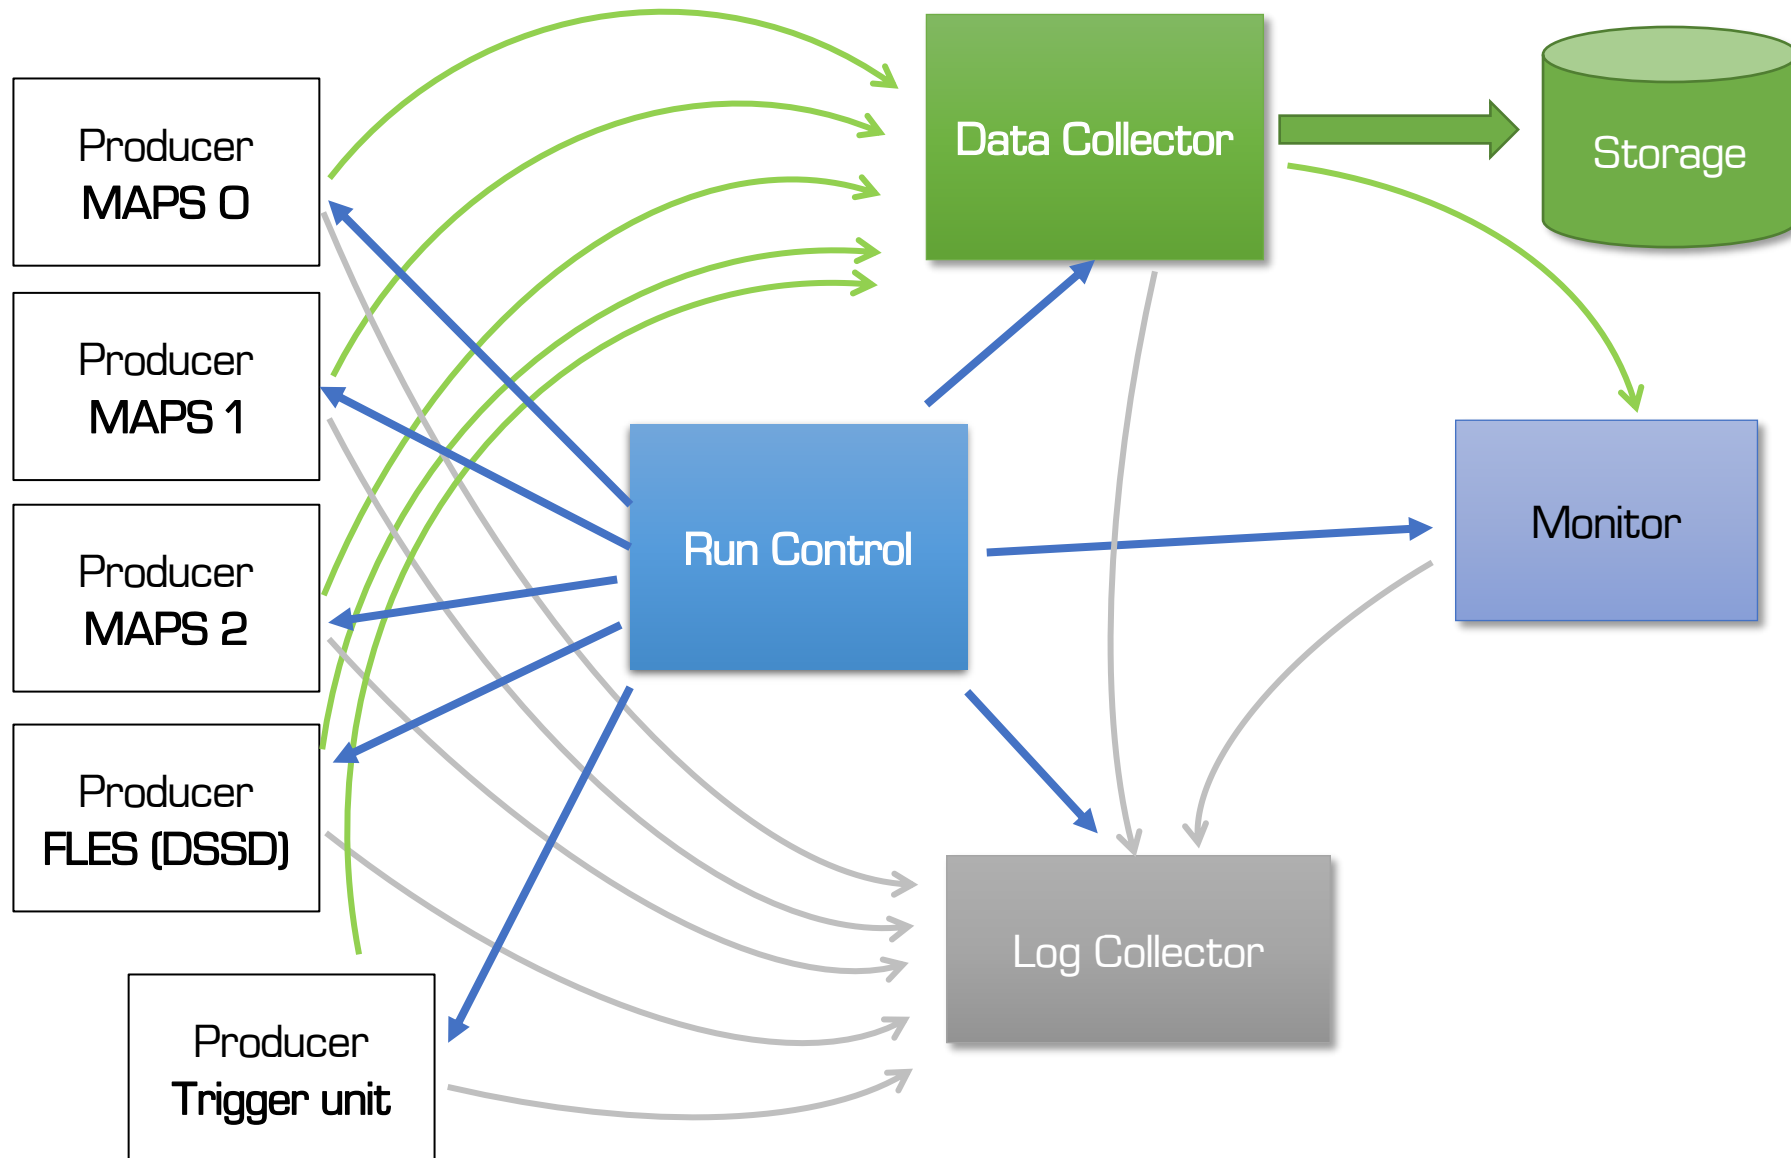 Producer
MAPS 0
Producer
MAPS 1
Producer
MAPS 2
Producer
FLES (DSSD)
Producer
Trigger unit
Data Collector
Storage
Run Control
Monitor
Log Collector